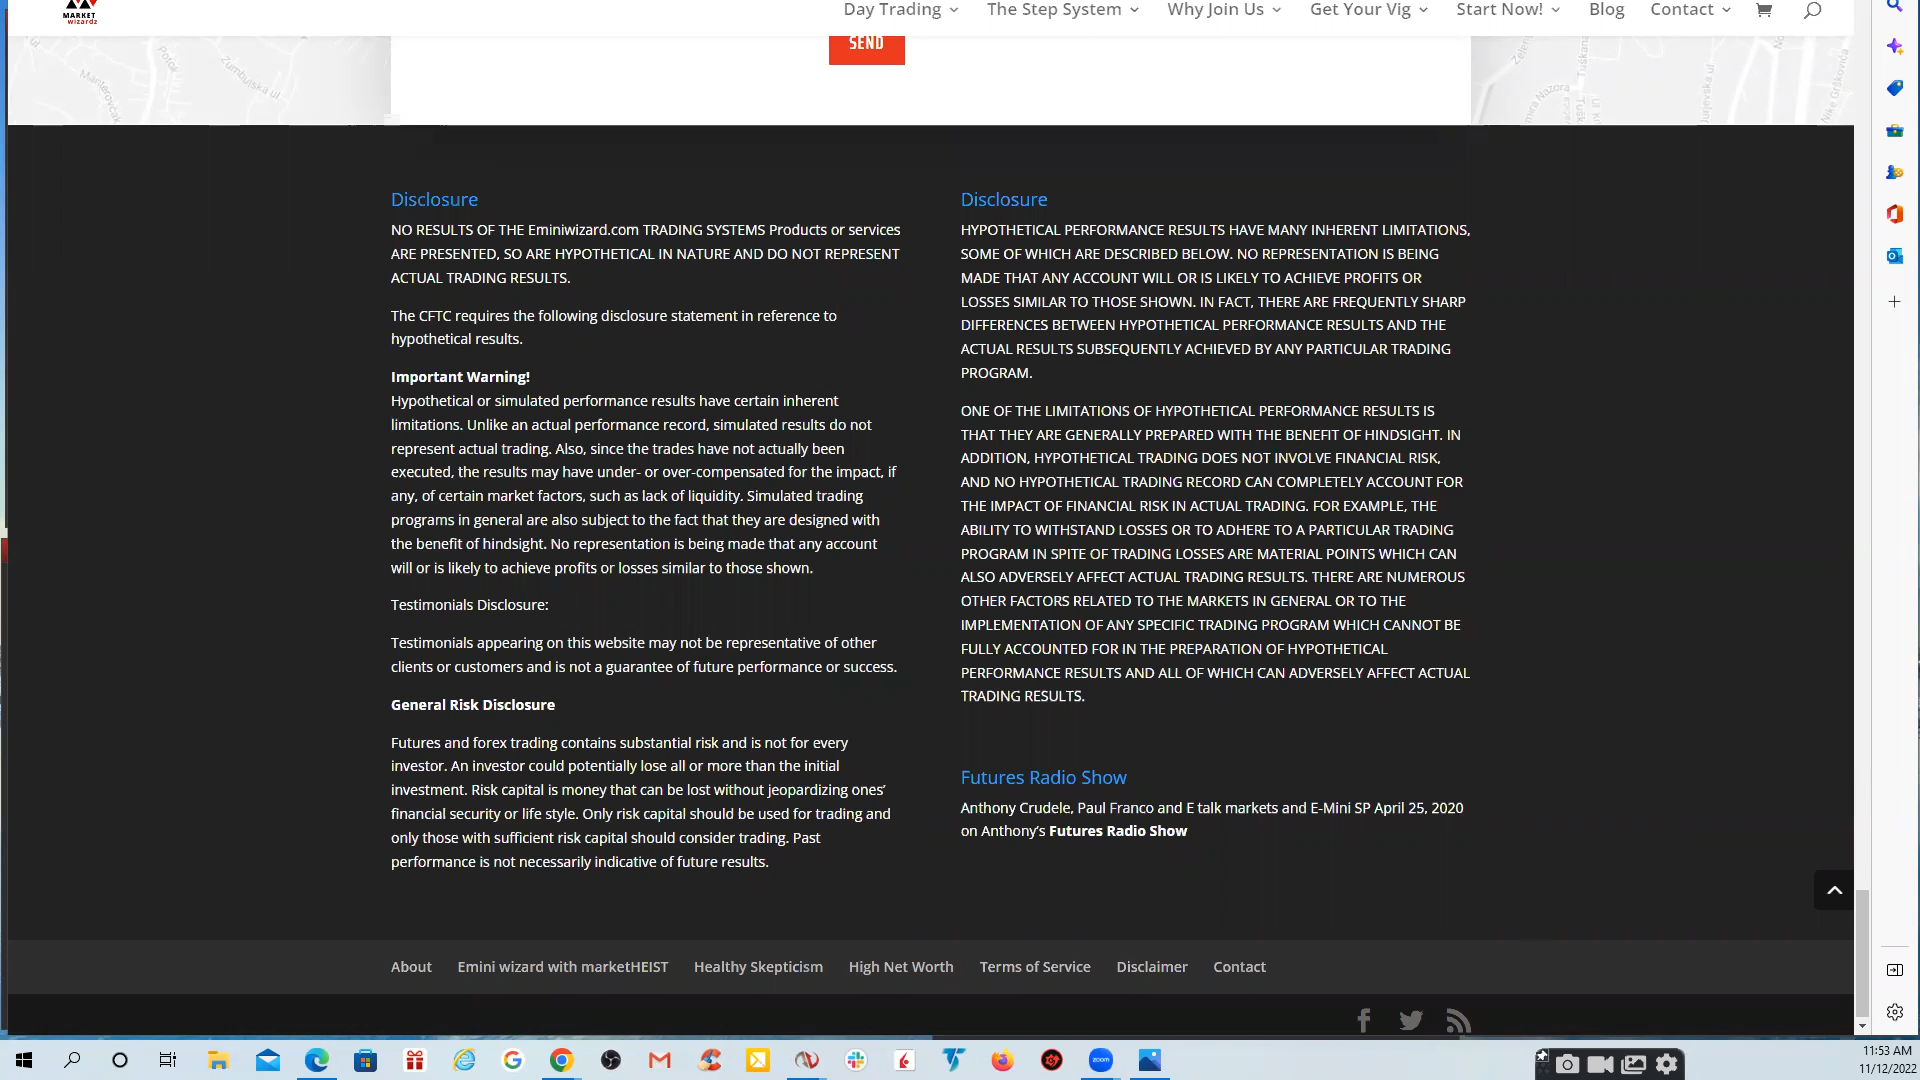 MARKET
wizardz
Day Trading
The Step System
Why Join Us
Get Your Vig
Start Now!
Blog
Contact
SEND
Potok
Mlinarska
Zvonarnička
Zumbulska ul
Tuškanac
Nazora
Jurjevska ul.
Nike Grškovića
Disclosure
NO RESULTS OF THE Eminiwizard.com TRADING SYSTEMS Products or services
ARE PRESENTED, SO ARE HYPOTHETICAL IN NATURE AND DO NOT REPRESENT
ACTUAL TRADING RESULTS.
The CFTC requires the following disclosure statement in reference to
hypothetical results.
Important Warning!
Hypothetical or simulated performance results have certain inherent
limitations. Unlike an actual performance record, simulated results do not
represent actual trading. Also, since the trades have not actually been
executed, the results may have under- or over-compensated for the impact, if
any, of certain market factors, such as lack of liquidity. Simulated trading
programs in general are also subject to the fact that they are designed with
the benefit of hindsight. No representation is being made that any account
will or is likely to achieve profits or losses similar to those shown.
Testimonials Disclosure:
Testimonials appearing on this website may not be representative of other
clients or customers and is not a guarantee of future performance or success.
General Risk Disclosure
Futures and forex trading contains substantial risk and is not for every
investor. An investor could potentially lose all or more than the initial
investment. Risk capital is money that can be lost without jeopardizing ones’
financial security or life style. Only risk capital should be used for trading and
only those with sufficient risk capital should consider trading. Past
performance is not necessarily indicative of future results.
Disclosure
HYPOTHETICAL PERFORMANCE RESULTS HAVE MANY INHERENT LIMITATIONS,
SOME OF WHICH ARE DESCRIBED BELOW. NO REPRESENTATION IS BEING
MADE THAT ANY ACCOUNT WILL OR IS LIKELY TO ACHIEVE PROFITS OR
LOSSES SIMILAR TO THOSE SHOWN. IN FACT, THERE ARE FREQUENTLY SHARP
DIFFERENCES BETWEEN HYPOTHETICAL PERFORMANCE RESULTS AND THE
ACTUAL RESULTS SUBSEQUENTLY ACHIEVED BY ANY PARTICULAR TRADING
PROGRAM.
ONE OF THE LIMITATIONS OF HYPOTHETICAL PERFORMANCE RESULTS IS
THAT THEY ARE GENERALLY PREPARED WITH THE BENEFIT OF HINDSIGHT. IN
ADDITION, HYPOTHETICAL TRADING DOES NOT INVOLVE FINANCIAL RISK,
AND NO HYPOTHETICAL TRADING RECORD CAN COMPLETELY ACCOUNT FOR
THE IMPACT OF FINANCIAL RISK IN ACTUAL TRADING. FOR EXAMPLE, THE
ABILITY TO WITHSTAND LOSSES OR TO ADHERE TO A PARTICULAR TRADING
PROGRAM IN SPITE OF TRADING LOSSES ARE MATERIAL POINTS WHICH CAN
ALSO ADVERSELY AFFECT ACTUAL TRADING RESULTS. THERE ARE NUMEROUS
OTHER FACTORS RELATED TO THE MARKETS IN GENERAL OR TO THE
IMPLEMENTATION OF ANY SPECIFIC TRADING PROGRAM WHICH CANNOT BE
FULLY ACCOUNTED FOR IN THE PREPARATION OF HYPOTHETICAL
PERFORMANCE RESULTS AND ALL OF WHICH CAN ADVERSELY AFFECT ACTUAL
TRADING RESULTS.
Futures Radio Show
Anthony Crudele, Paul Franco and E talk markets and E-Mini SP April 25, 2020
on Anthony’s Futures Radio Show
About
Emini wizard with marketHEIST
Healthy Skepticism
High Net Worth
Terms of Service
Disclaimer
Contact
zoom
11:53 AM
11/12/2022